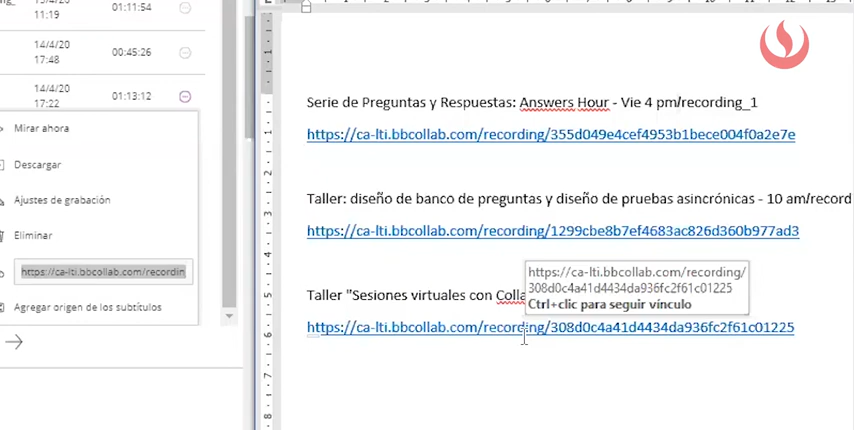 11:19
01:11:54
14/4/20
17:48
00:45:26
14/4/20
17:22
01:13:12
Mirar ahora
Descargar
Ajustes de grabación
Eliminar
https://ca-lti.bbcollab.com/recordin
Agregar origen de los subtítulos
Serie de Preguntas y Respuestas: Answers Hour - Vie 4 pm/recording_1
https://ca-lti.bbcollab.com/recording/355d049e4cef4953b1bece004f0a2e7e
Taller: diseño de banco de preguntas y diseño de pruebas asincrónicas - 10 am/record
https://ca-lti.bbcollab.com/recording/1299cbe8b7ef4683ac826d360b977ad3
https://ca-lti.bbcollab.com/recording/
308d0c4a41d4434da936fc2f61c01225
Ctrl+clic para seguir vínculo
Taller "Sesiones virtuales con Colla
https://ca-lti.bbcollab.com/recording/308d0c4a41d4434da936fc2f61c01225